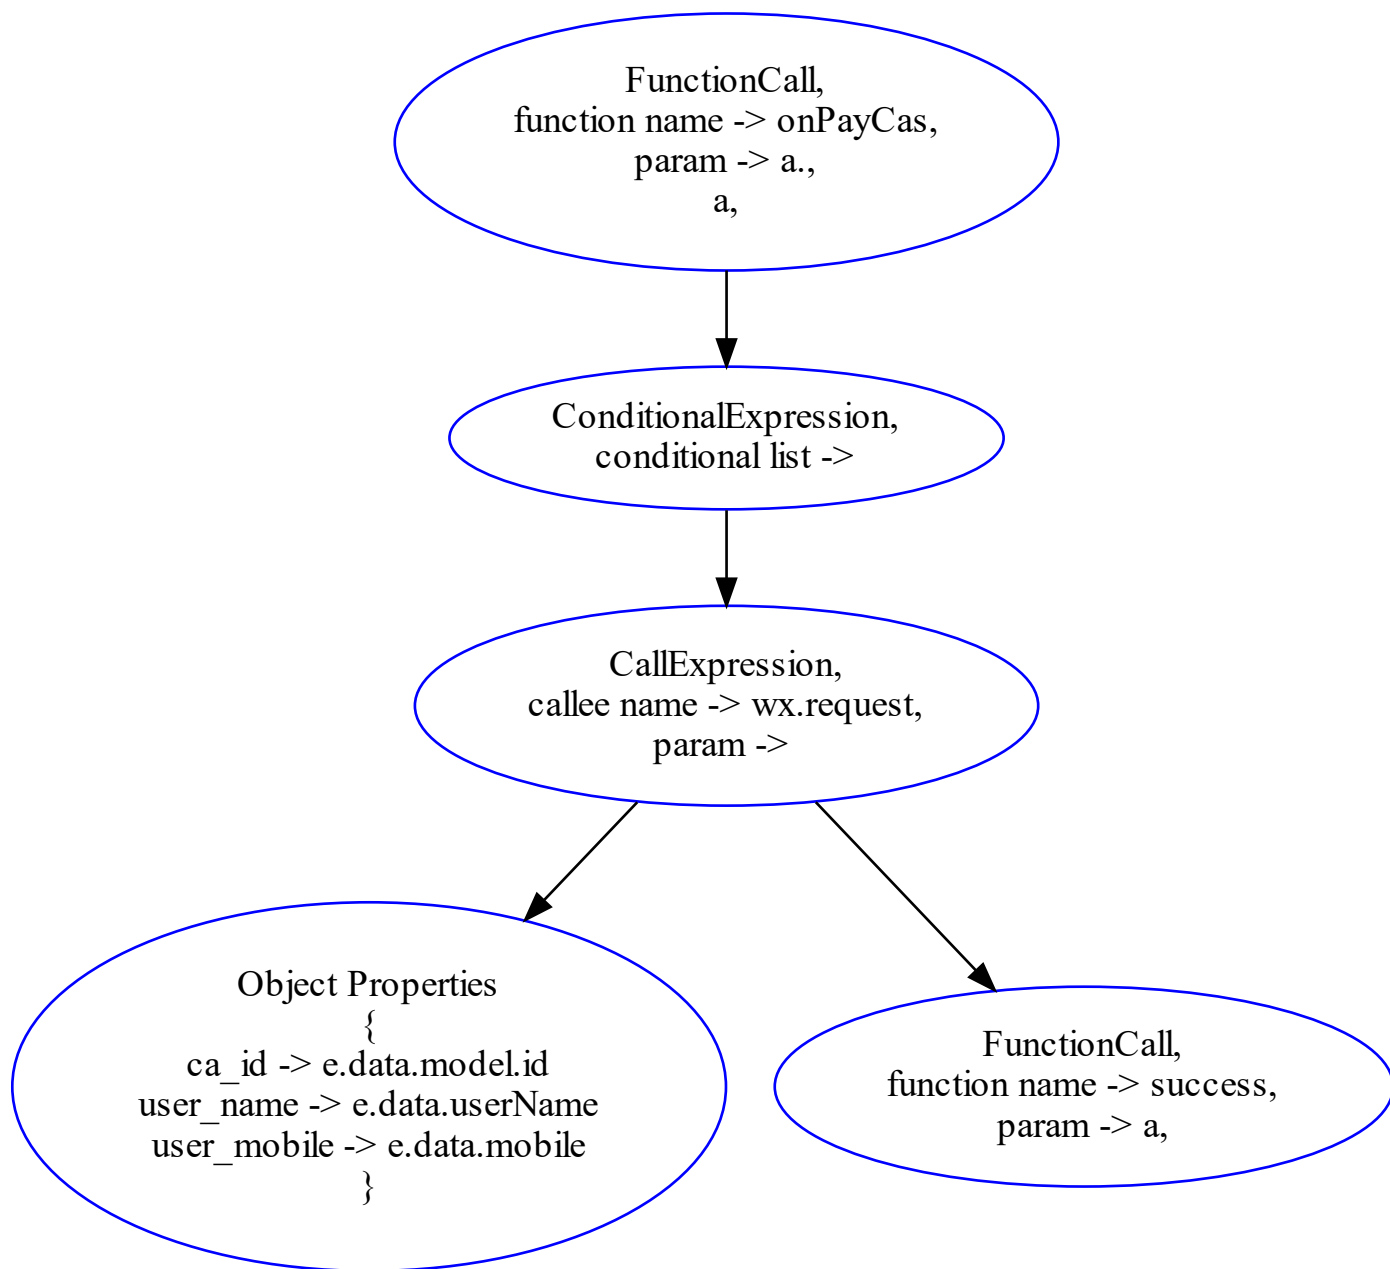 FunctionCall,
function name -> onPayCas,
param -> a.,
a,
ConditionalExpression,
conditional list ->
CallExpression,
callee name -> wx.request,
param ->
Object Properties
{
ca_id -> e.data.model.id
user_name -> e.data.userName
user_mobile -> e.data.mobile
}
FunctionCall,
function name -> success,
param -> a,